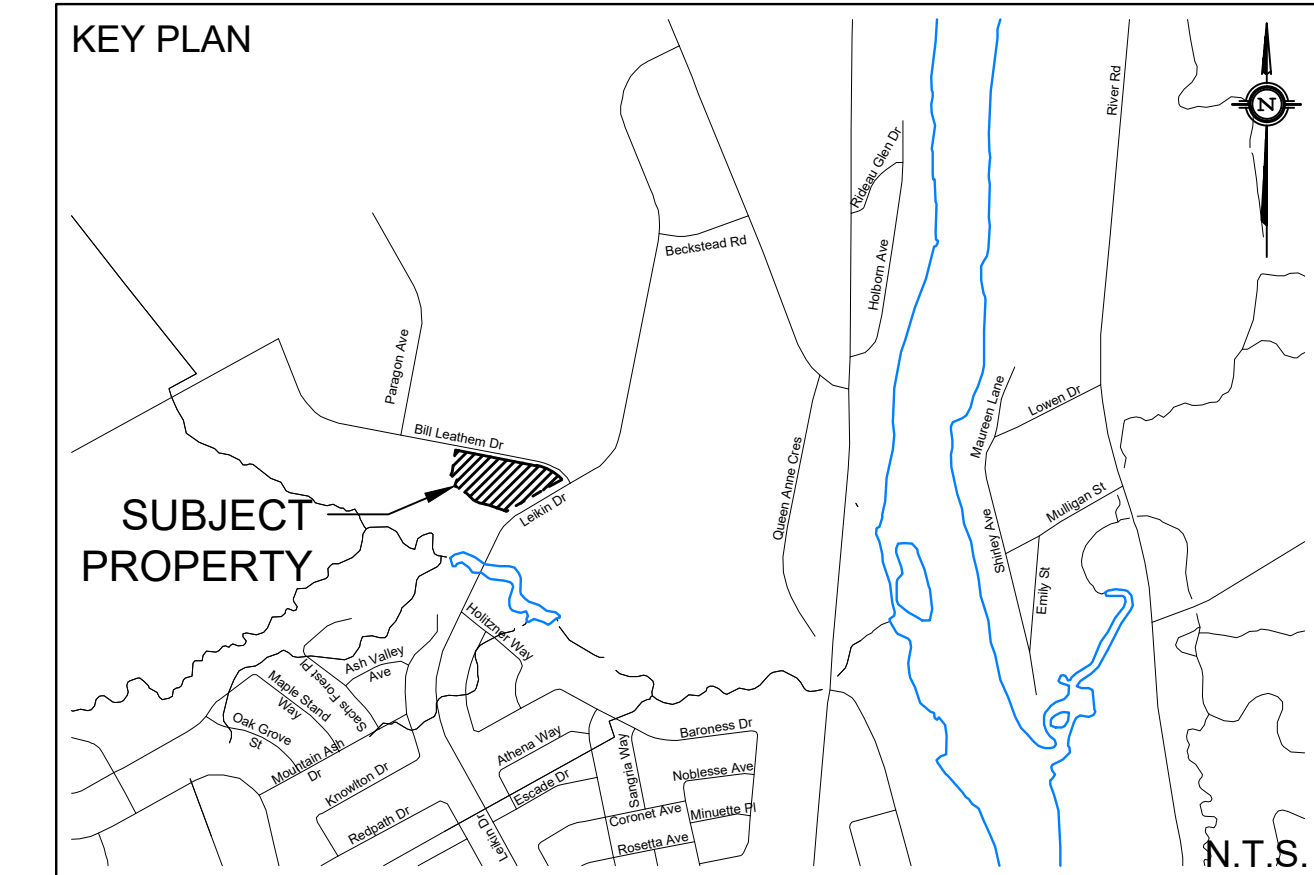 KEY PLAN
N
River Rd
Rideau Glen Dr
Beckstead Rd
Holborn Ave
Paragon Ave
Maureen Lane
Lowen Dr
Bill Leathem Dr
Queen Anne Cres
SUBJECT
PROPERTY
Leikin Dr
Mulligan St
Shirley Ave
Emily St
Holitzner Way
Ash Valley
Ave
Sachs Forest Pl
Maple Stand
Way
Oak Grove
St
Mountain Ash
Dr
Baroness Dr
Athena Way
Sangria Way
Knowlton Dr
Escade Dr
Noblesse Ave
Redpath Dr
Leikin Dr
Coronet Ave
Minuette Pl
Rosetta Ave
N.T.S.